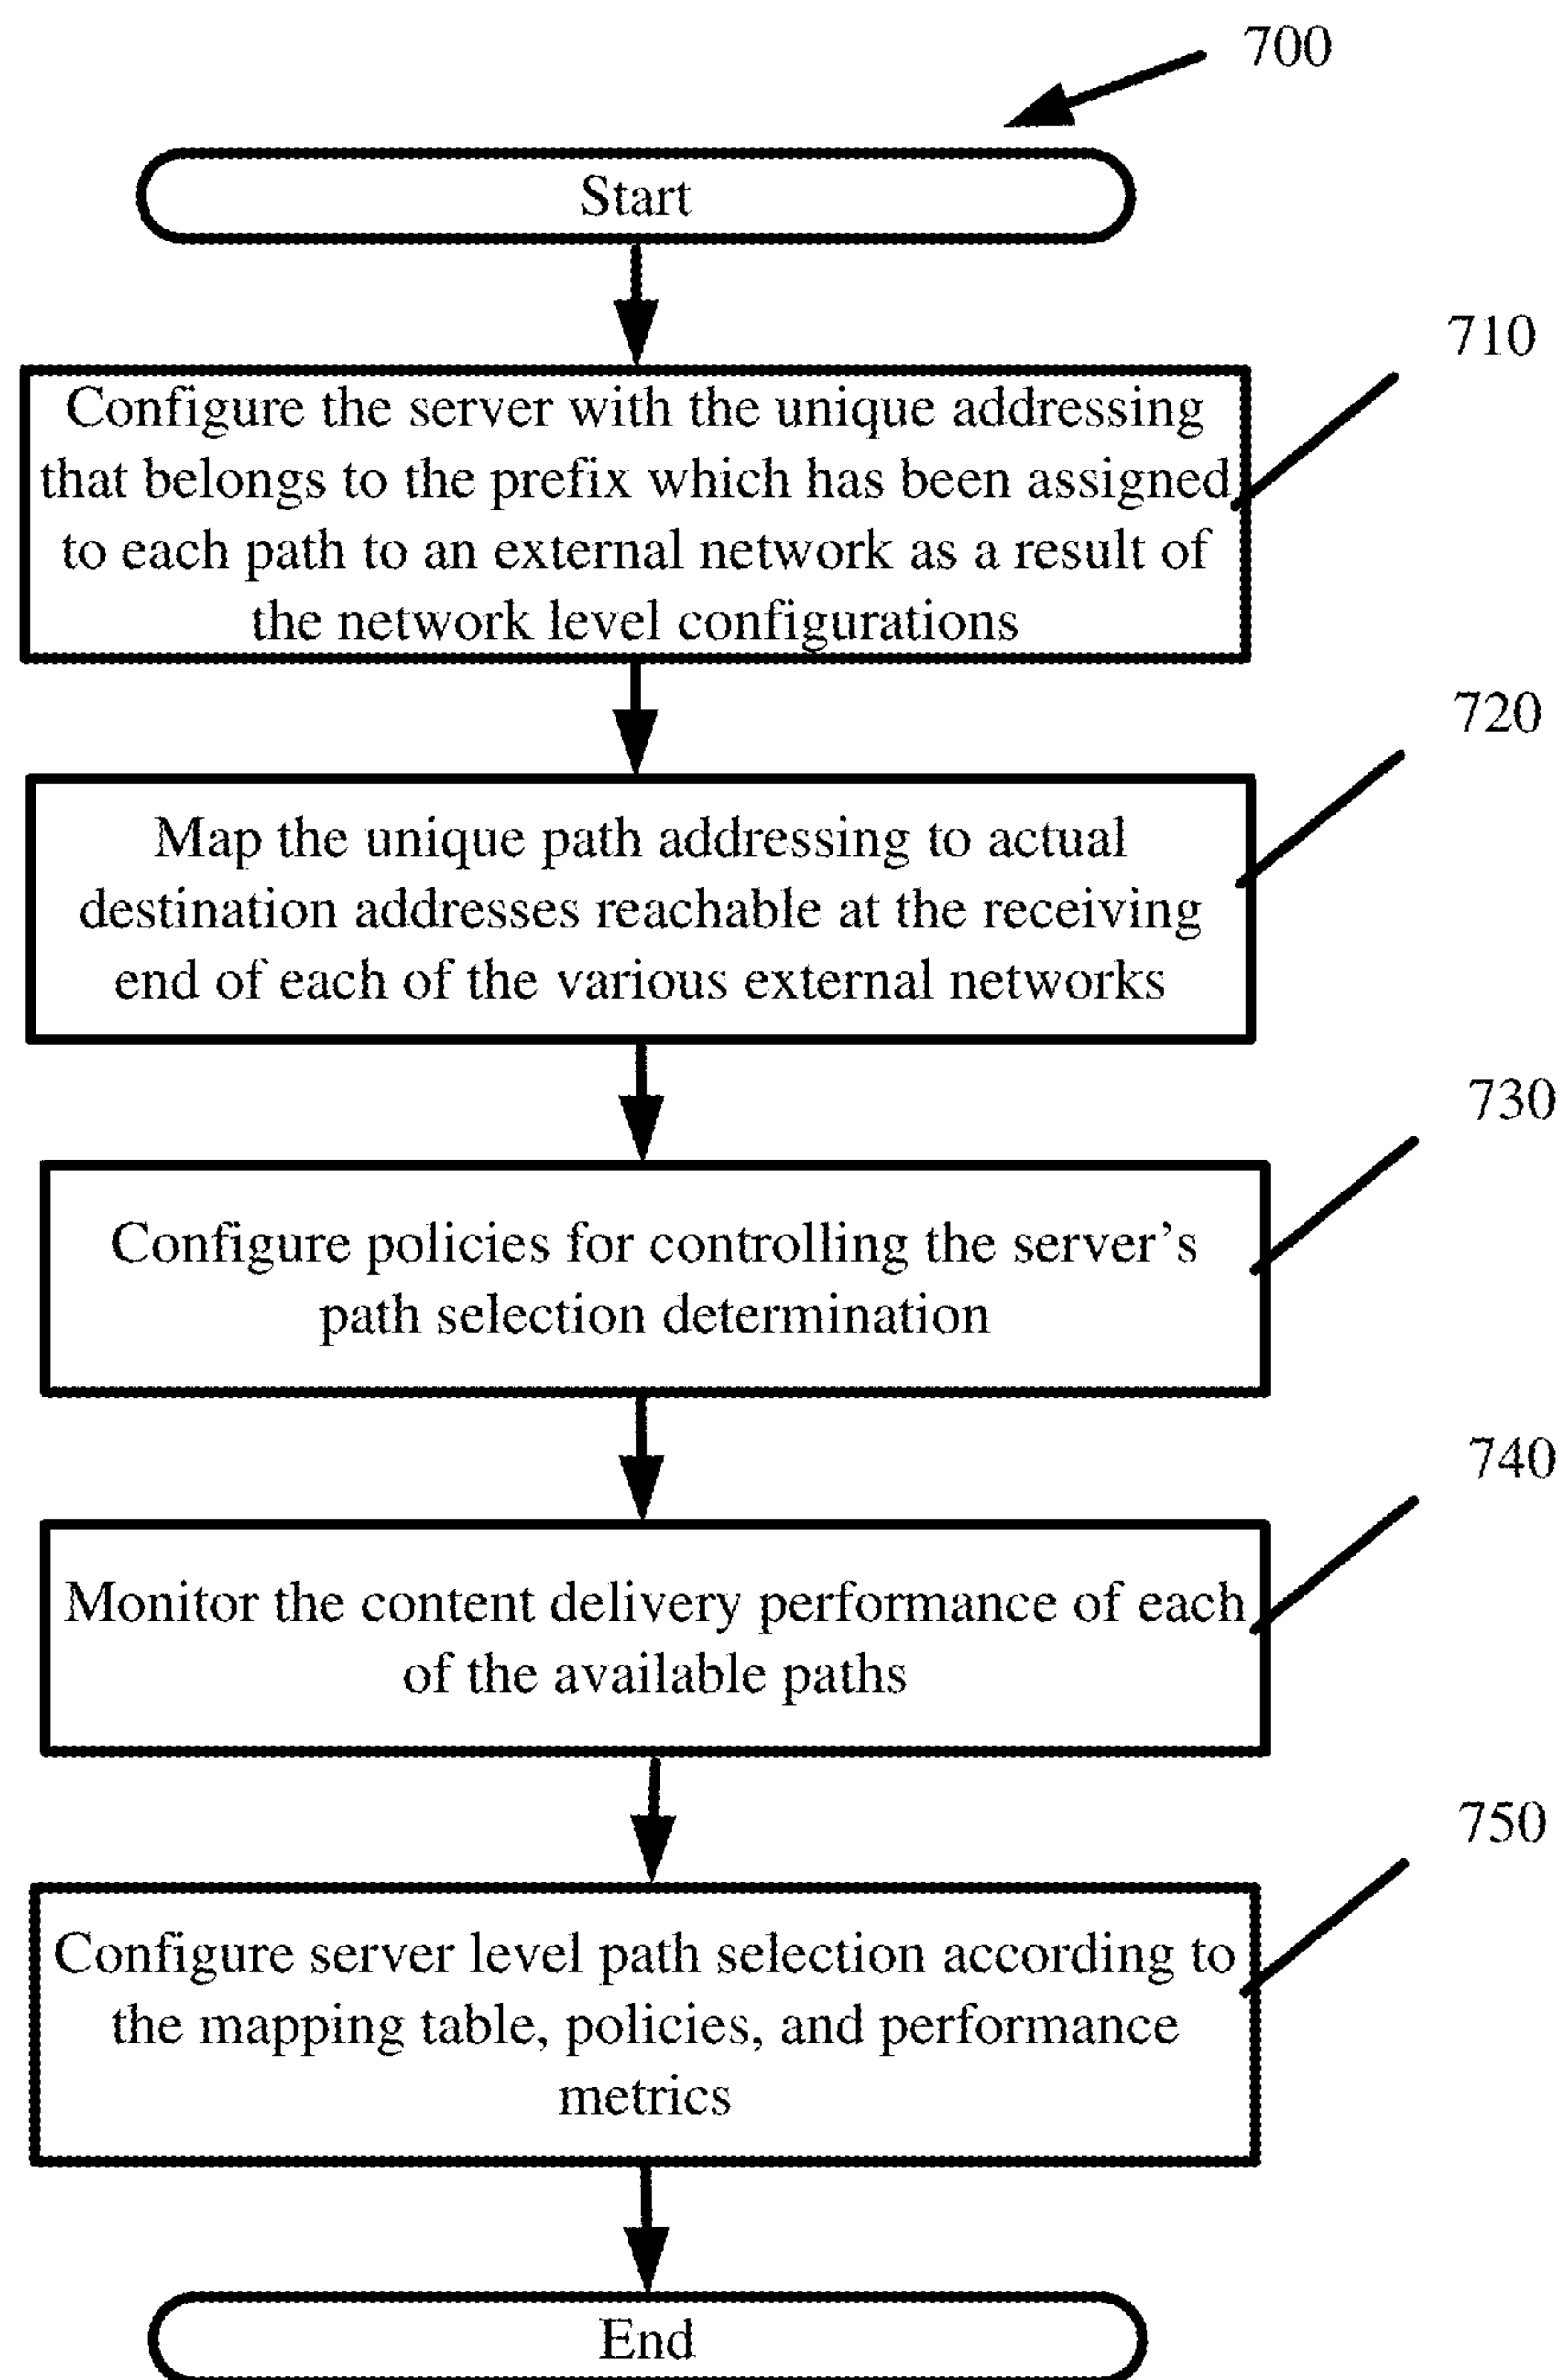 700
Start
710
Configure the server with the unique addressing
that belongs to the prefix which has been assigned
to each path to an external network as a result of
the network level configurations
720
Map the unique path addressing to actual
destination addresses reachable at the receiving
end of each of the various external networks
730
Configure policies for controlling the server’s
path selection determination
740
Monitor the content delivery performance of each
of the available paths
750
Configure server level path selection according to
the mapping table, policies, and performance
metrics
End